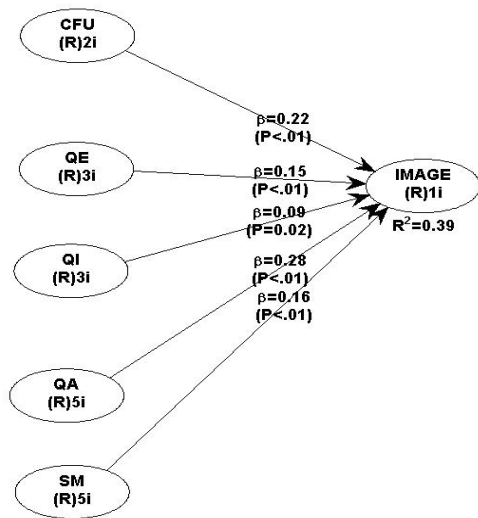 CFU
(R)2i
β=0.22
(P<.01)
QE
(R)3i
β=0.15
(P<.01)
IMAGE
(R)1i
R²=0.39
β=0.09
(P=0.02)
QI
(R)3i
β=0.28
(P<.01)
β=0.16
(P<.01)
QA
(R)5i
SM
(R)5i